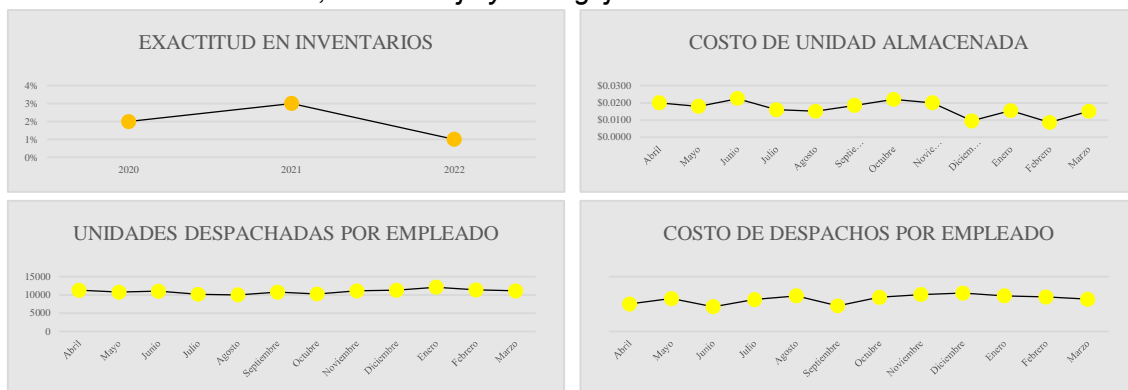 EXACTITUD EN INVENTARIOS
4%
3%
2%
1%
0%
2020 2021 2022
COSTO DE UNIDAD ALMACENADA
$0.0300
$0.0200
$0.0100
$0.0000
Abril Mayo Junio Julio Agosto Septie... Octubre Novie... Diciem... Enero Febrero Marzo
UNIDADES DESPACHADAS POR EMPLEADO
15000
10000
5000
0
Abril Mayo Junio Julio Agosto Septiembre Octubre Noviembre Diciembre Enero Febrero Marzo
COSTO DE DESPACHOS POR EMPLEADO
Abril Mayo Junio Julio Agosto Septiembre Octubre Noviembre Diciembre Enero Febrero Marzo